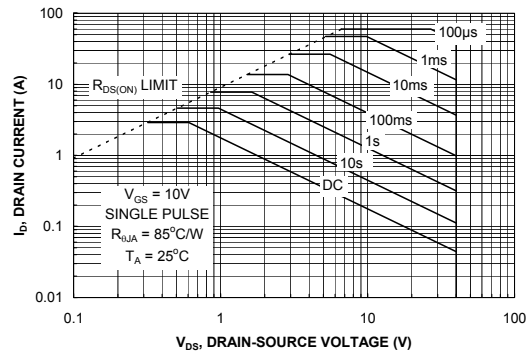 100
10
1
0.1
0.01
I_D, DRAIN CURRENT (A)
100µs
1ms
10ms
100ms
1s
10s
DC
R_DS(ON) LIMIT
V_GS = 10V
SINGLE PULSE
R_θJA = 85°C/W
T_A = 25°C
0.1 1 10 100
V_DS, DRAIN-SOURCE VOLTAGE (V)